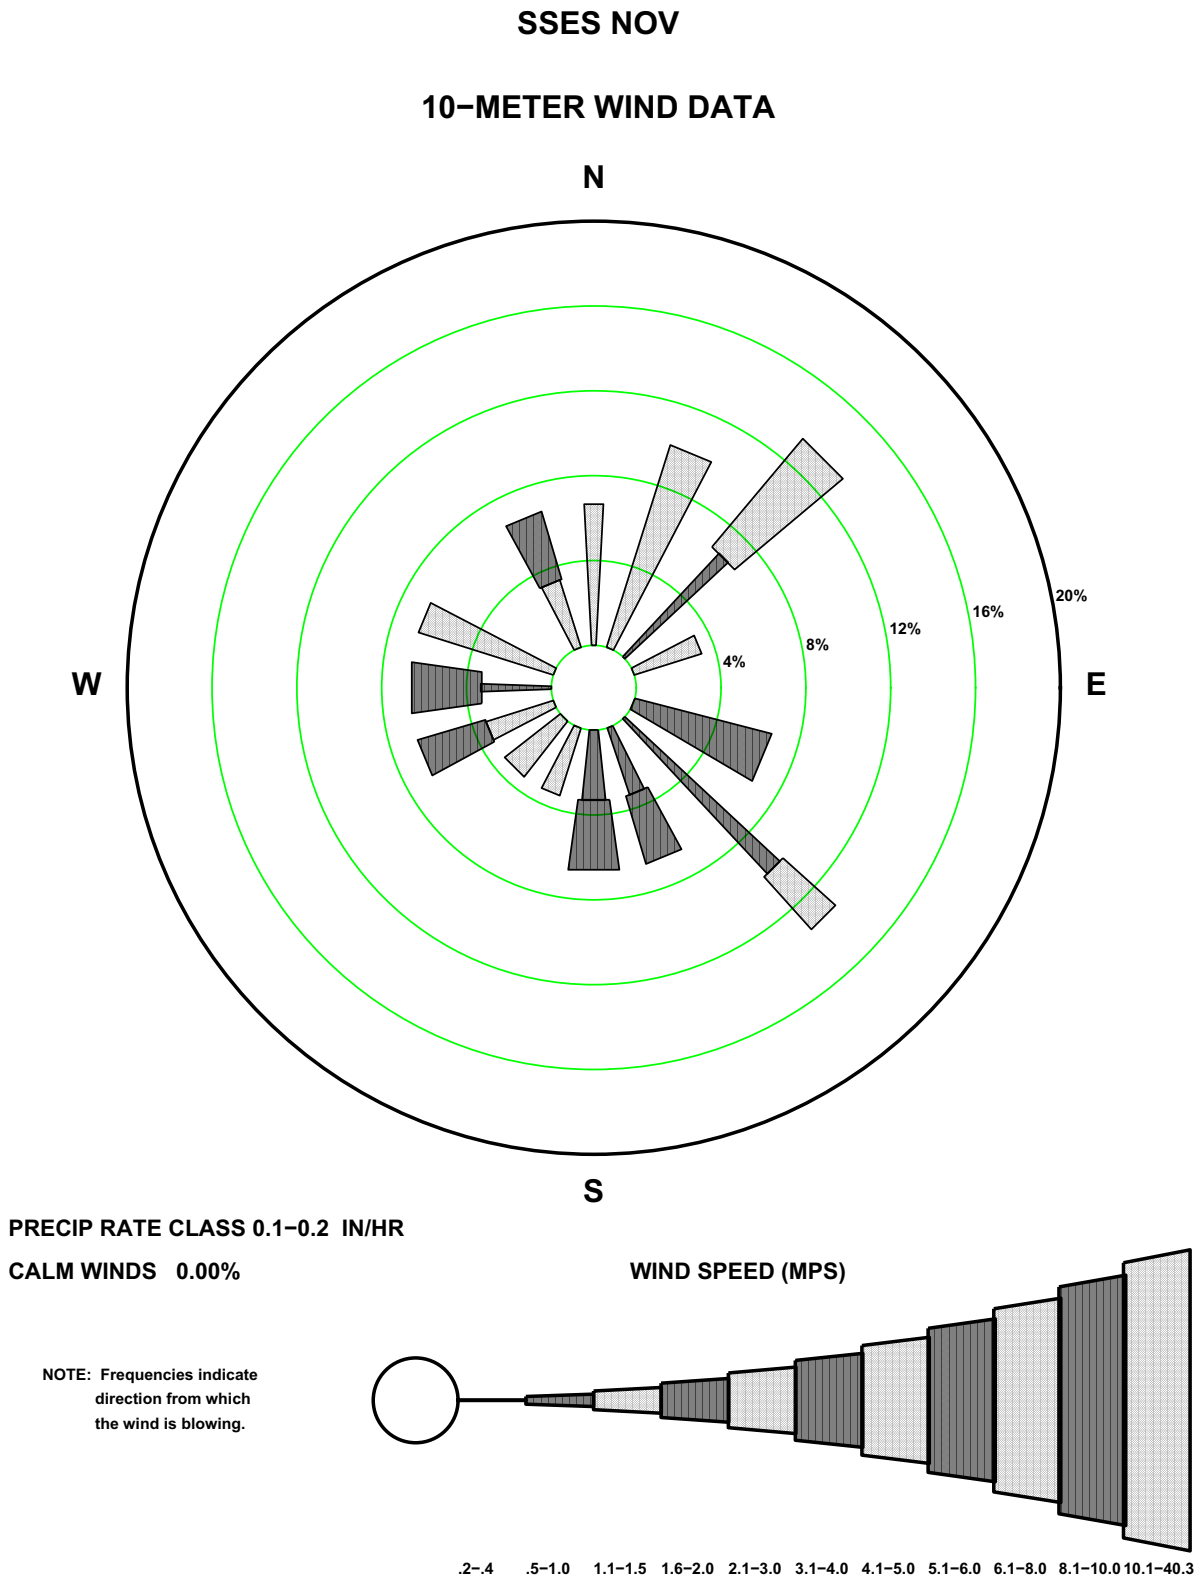 SSES NOV
10−METER WIND DATA
N
20%
16%
12%
8%
4%
W
E
S
PRECIP RATE CLASS 0.1−0.2 IN/HR
CALM WINDS 0.00%
WIND SPEED (MPS)
NOTE: Frequencies indicate
direction from which
the wind is blowing.
.2−.4 .5−1.0 1.1−1.5 1.6−2.0 2.1−3.0 3.1−4.0 4.1−5.0 5.1−6.0 6.1−8.0 8.1−10.0 10.1−40.3